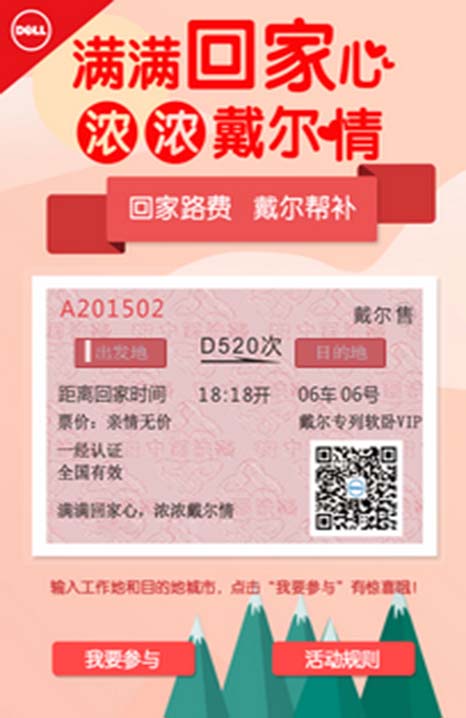 DELL
满满回家心
浓浓戴尔情
回家路费 戴尔帮补
A201502
戴尔售
出发地
D520次
目的地
距离回家时间 18:18开 06车06号
票价：亲情无价
戴尔专列软卧VIP
一经认证
全国有效
满满回家心，浓浓戴尔情
输入工作地和目的地城市，点击“我要参与”有惊喜哦！
我要参与
活动规则